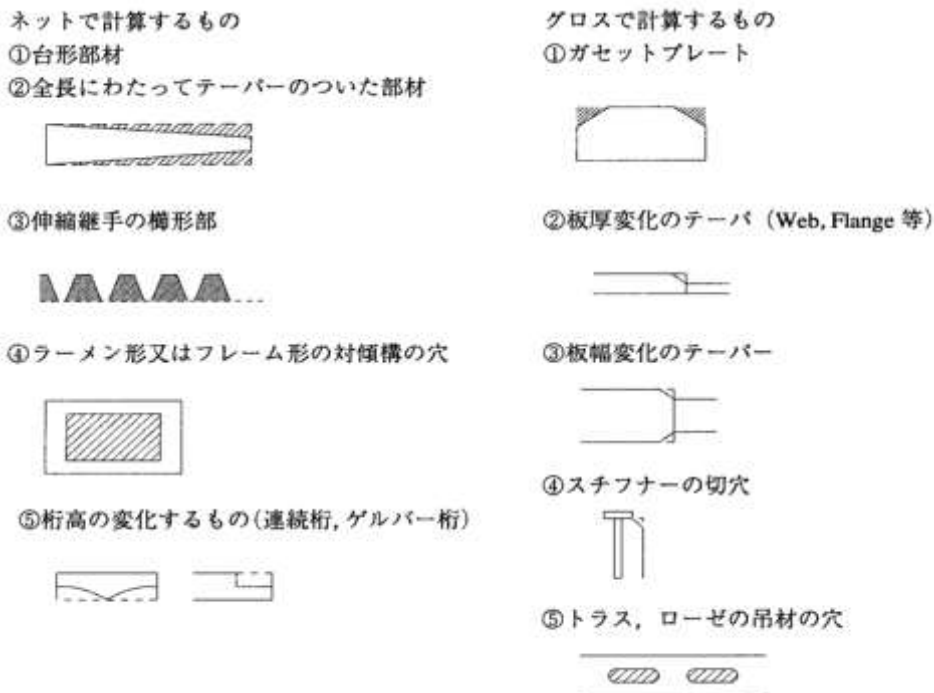 ネットで計算するもの
①台形部材
②全長にわたってテーパーのついた部材
③伸縮継手の櫛形部
④ラーメン形又はフレーム形の対傾構の穴
⑤桁高の変化するもの(連続桁,ゲルバー桁)
グロスで計算するもの
①ガセットプレート
②板厚変化のテーパ(Web, Flange 等)
③板幅変化のテーパー
④スチフナーの切穴
⑤トラス,ローゼの吊材の穴